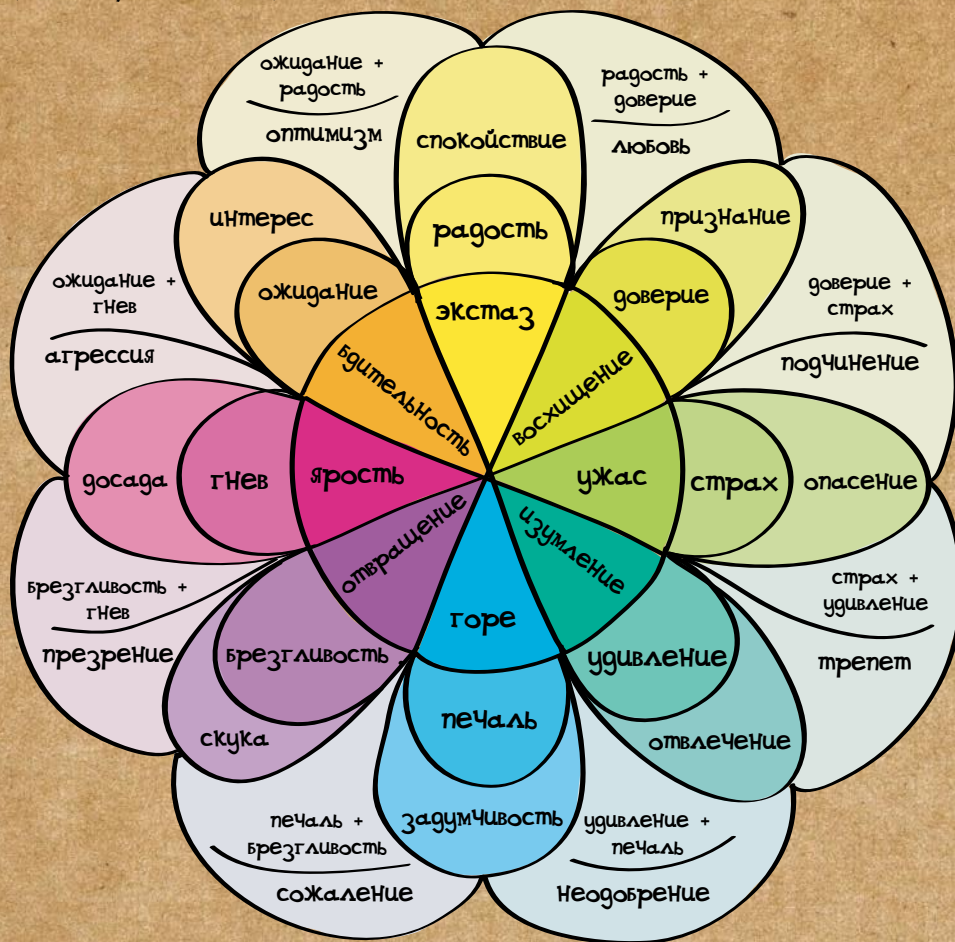 ожидание +
радость
оптимизм
спокойствие
радость +
доверие
любовь
интерес
радость
признание
ожидание
экстаз
доверие
ожидание +
гнев
агрессия
бдительность
восхищение
доверие +
страх
подчинение
досада
гнев
ярость
ужас
страх
опасение
отвращение
изумление
брезгливость +
гнев
презрение
горе
страх +
удивление
трепет
брезгливость
удивление
скука
печаль
отвлечение
печаль +
брезгливость
сожаление
задумчивость
удивление +
печаль
неодобрение